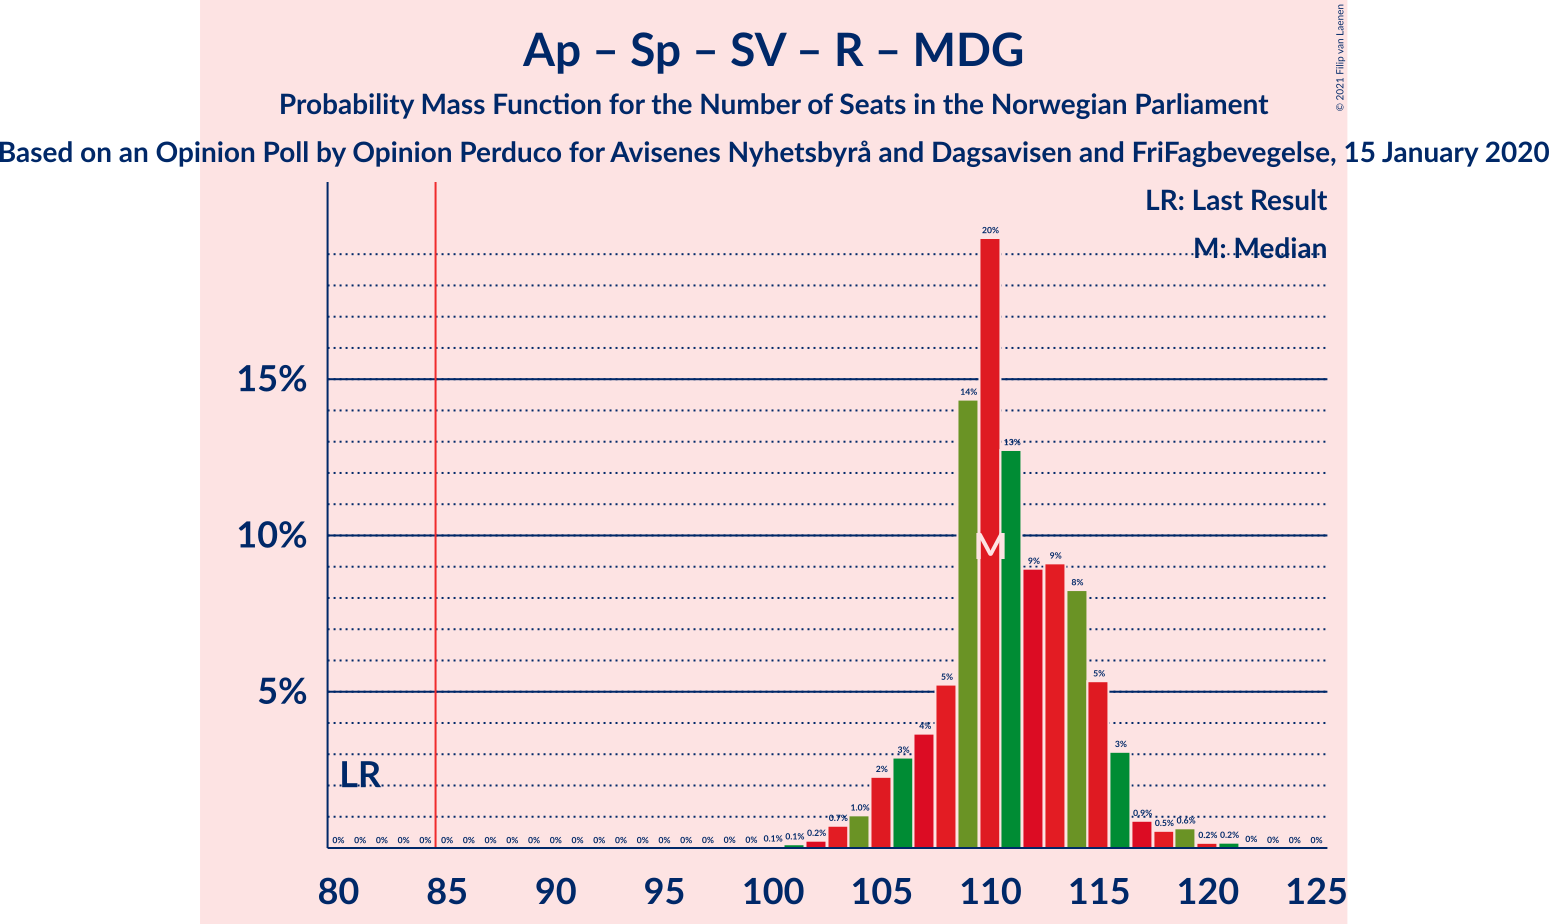 Ap – Sp – SV – R – MDG
Probability Mass Function for the Number of Seats in the Norwegian Parliament
Based on an Opinion Poll by Opinion Perduco for Avisenes Nyhetsbyrå and Dagsavisen and FriFagbevegelse, 15 January 2020
© 2021 Filip van Laenen
LR: Last Result
M: Median
20%
15%
14%
13%
10%
M
9%
9%
8%
5%
5%
5%
4%
3%
3%
LR
2%
1.0%
0.7%
0.9%
0.5%
0.6%
0% 0% 0% 0% 0% 0% 0% 0% 0% 0% 0% 0% 0% 0% 0% 0% 0% 0% 0% 0% 0.1% 0.1% 0.2% 0.2% 0.2% 0% 0% 0% 0%
80 85 90 95 100 105 110 115 120 125